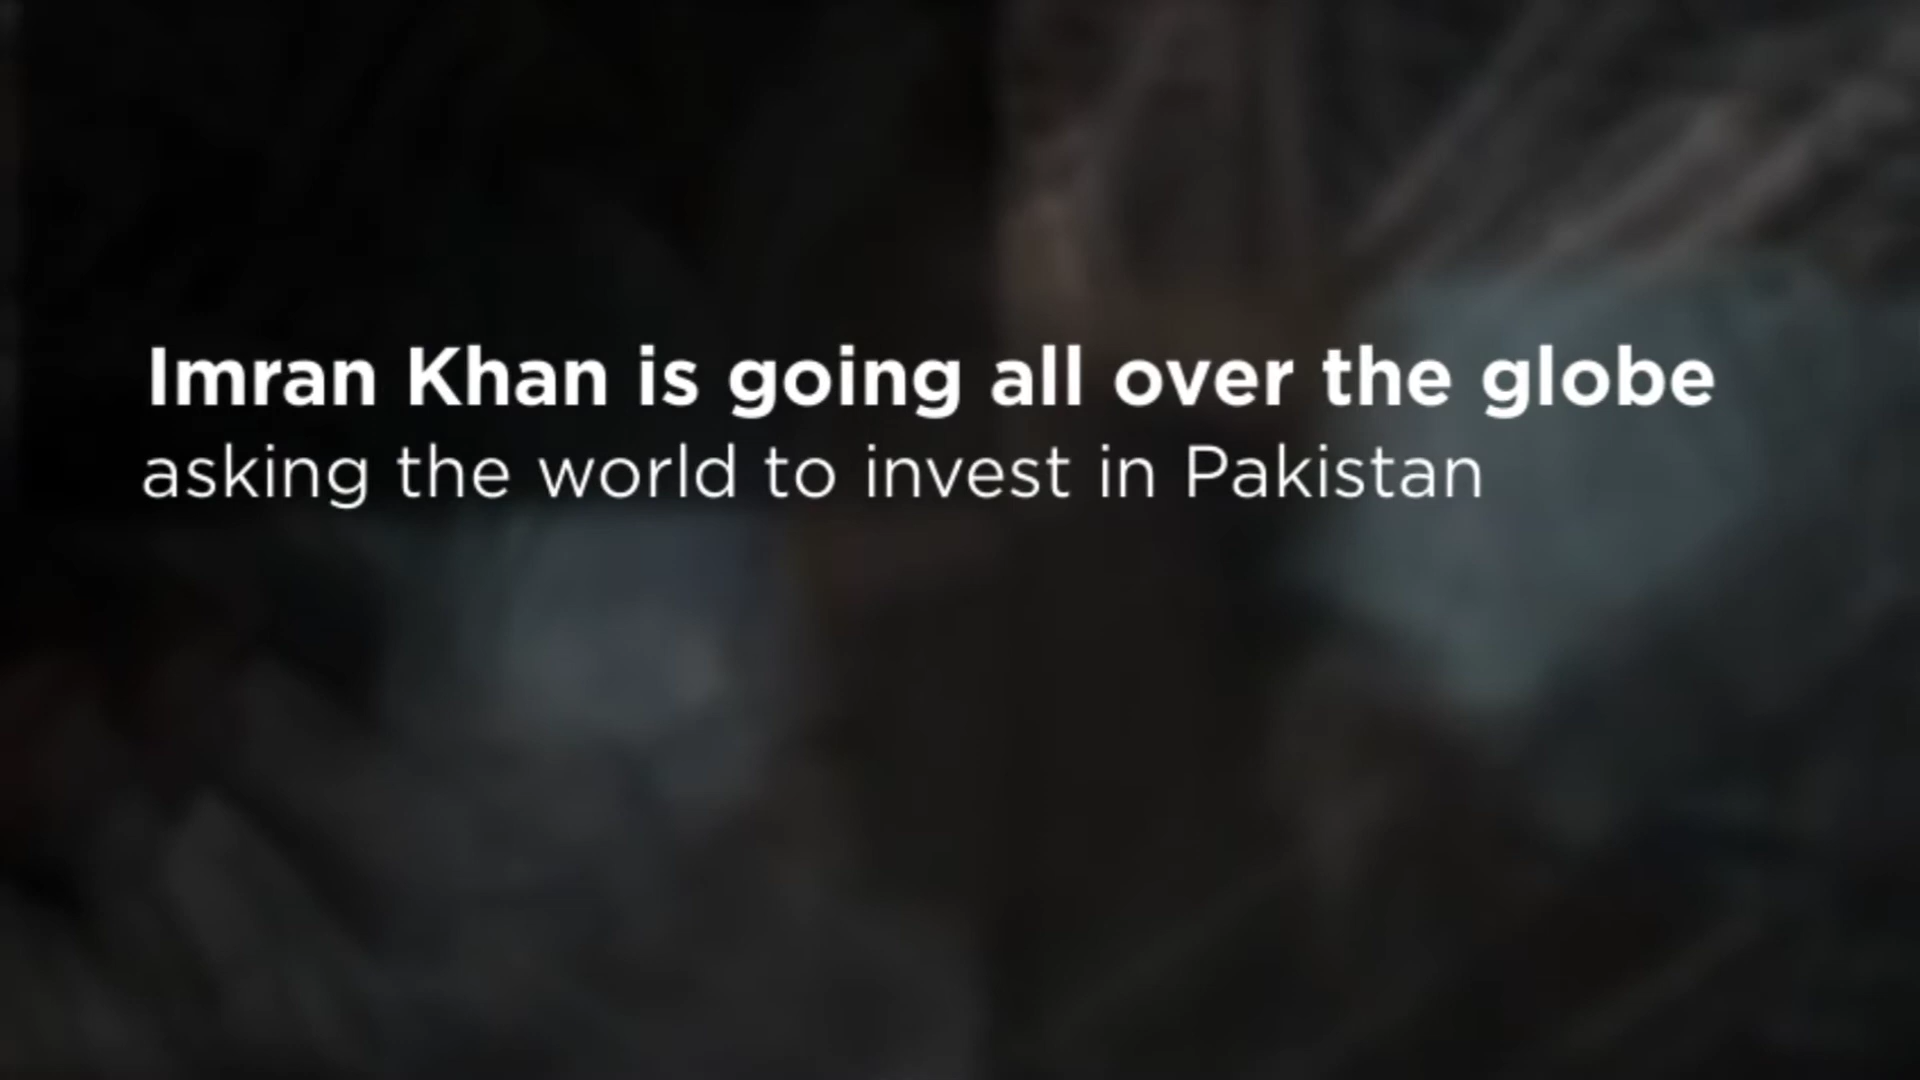 Imran Khan is going all over the globe
asking the world to invest in Pakistan